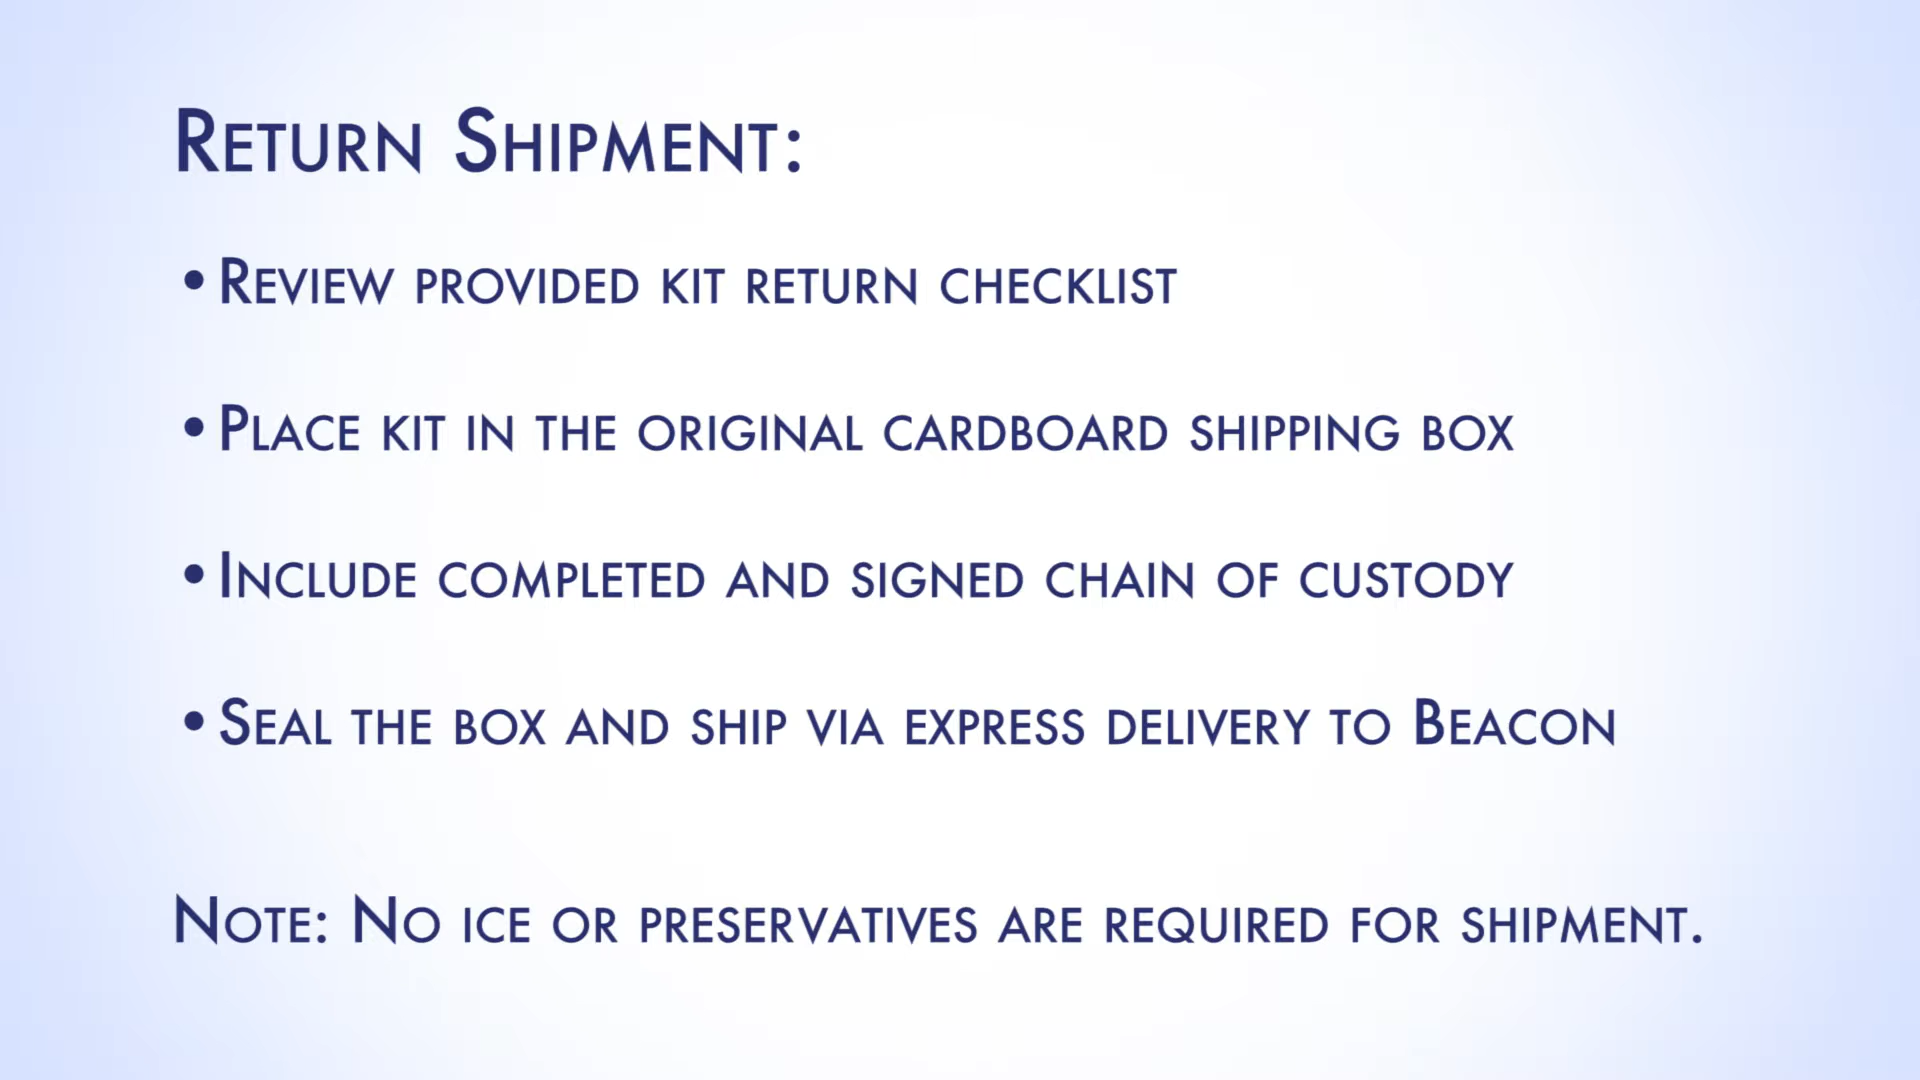 Return Shipment:
• Review provided kit return checklist
• Place kit in the original cardboard shipping box
• Include completed and signed chain of custody
• Seal the box and ship via express delivery to Beacon
Note: No ice or preservatives are required for shipment.